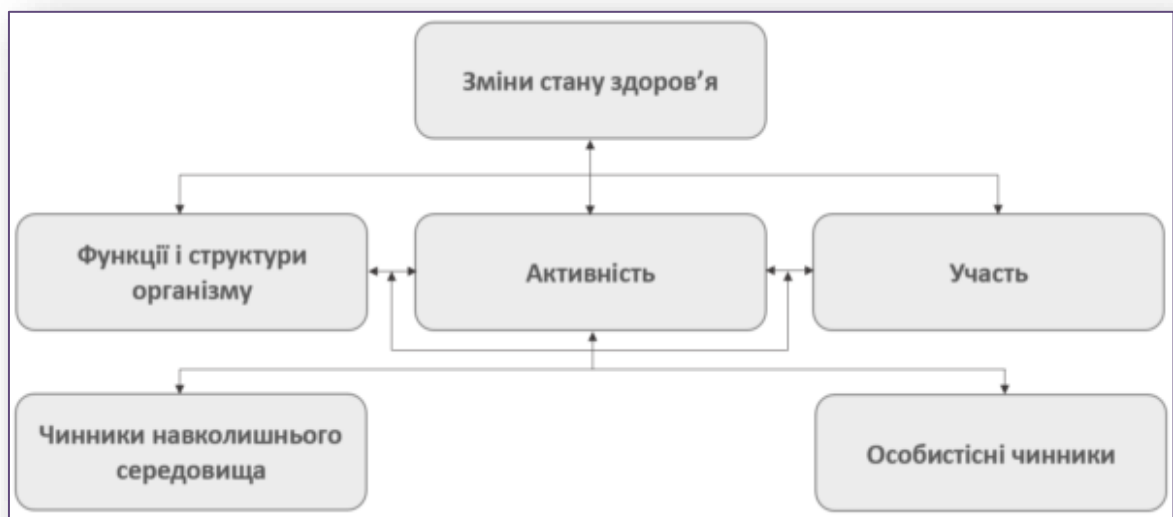 Зміни стану здоров’я
Функції і структури
організму
Активність
Участь
Чинники навколишнього
середовища
Особистісні чинники